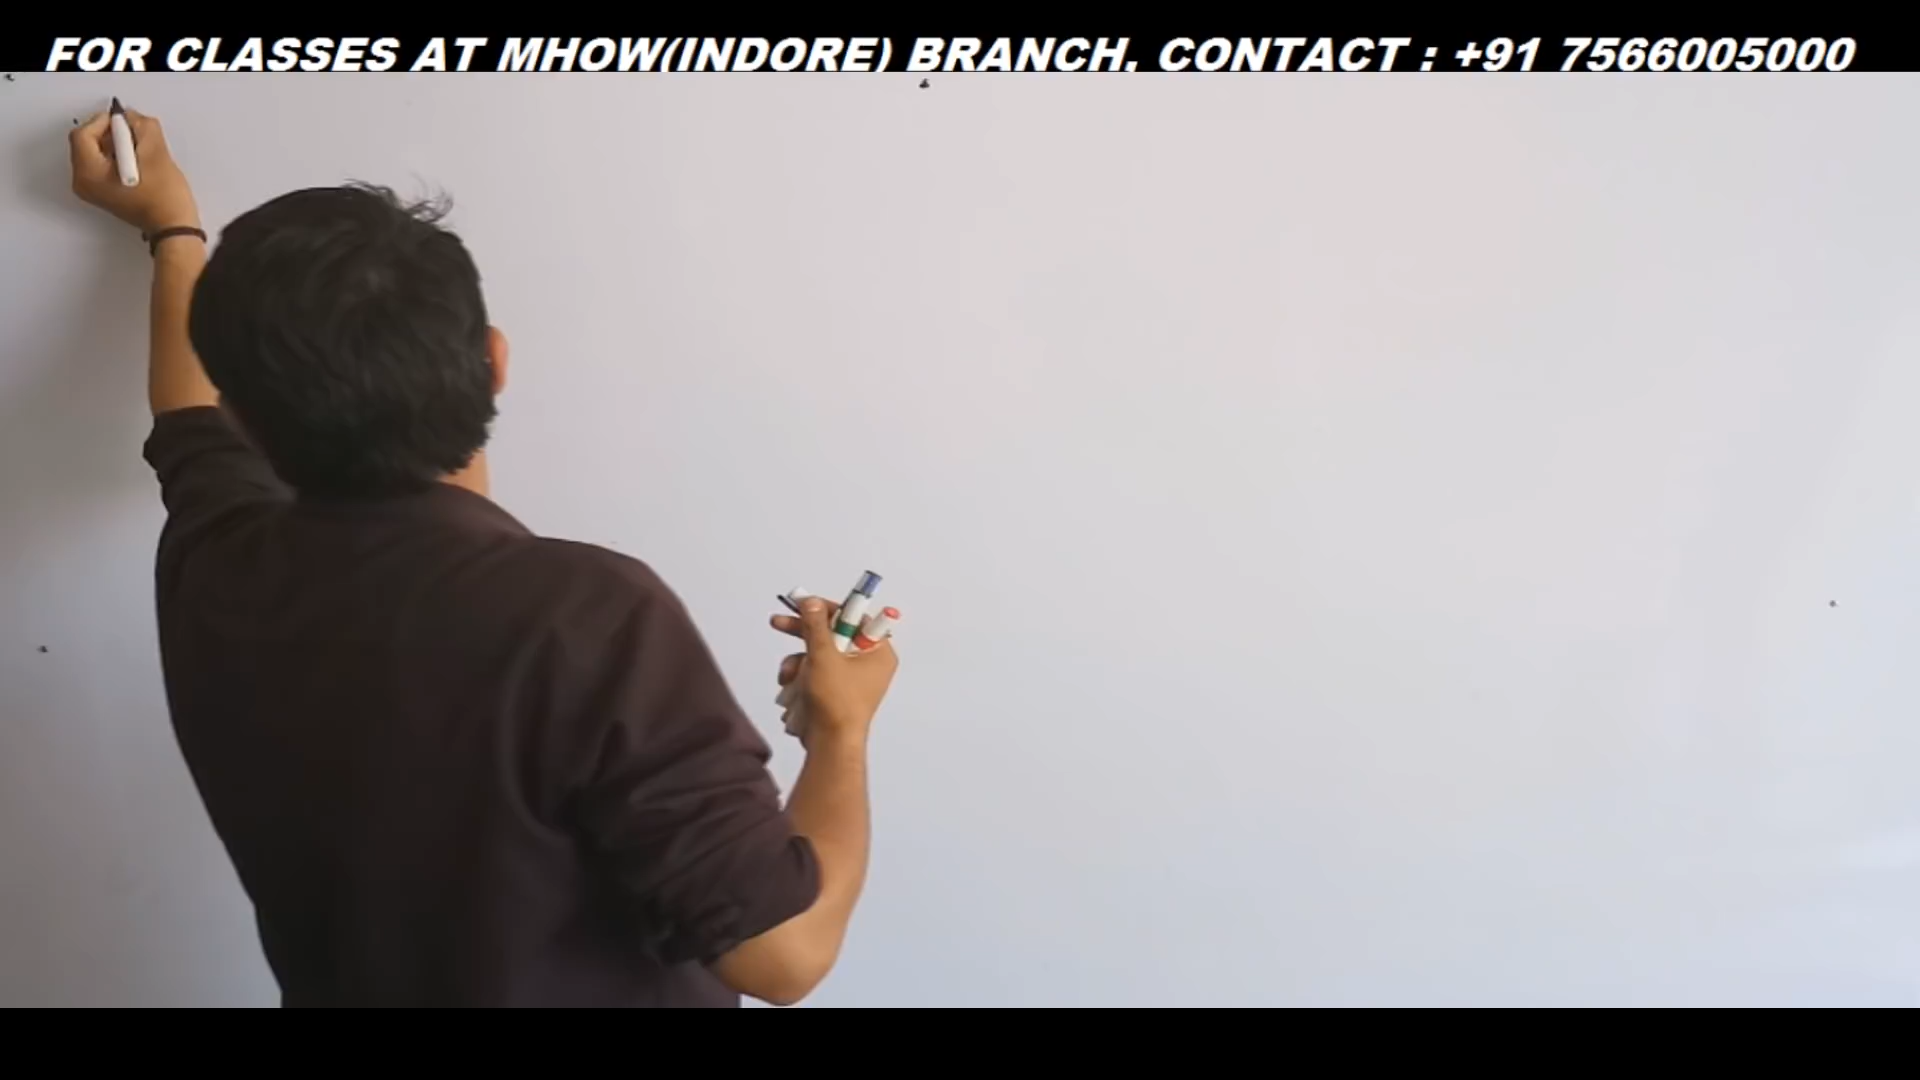 FOR CLASSES AT MHOW(INDORE) BRANCH, CONTACT : +91 7566005000